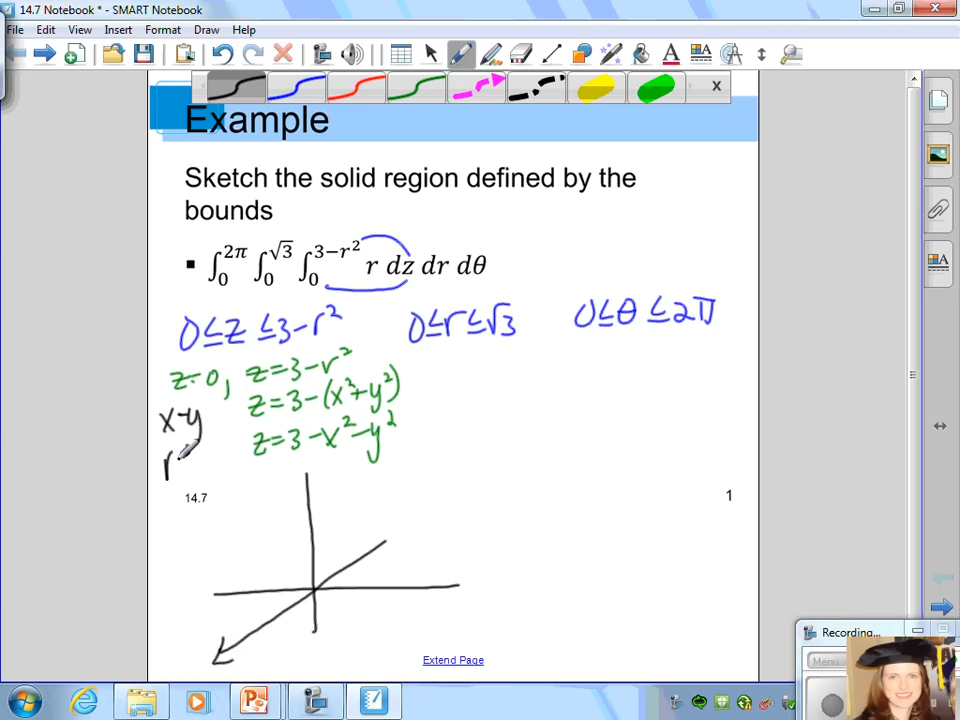 14.7 Notebook * - SMART Notebook
File Edit View Insert Format Draw Help
x
Example
Sketch the solid region defined by the
bounds
▪ ∫₀^{2π} ∫₀^{√3} ∫₀^{3−r²} r dz dr dθ
0≤z≤3-r² 0≤r≤√3 0≤θ≤2π
z=0, z=3-r²
z=3-(x²+y²)
x-y
z=3-x²-y²
r
14.7
1
Extend Page
Recording...
Menu